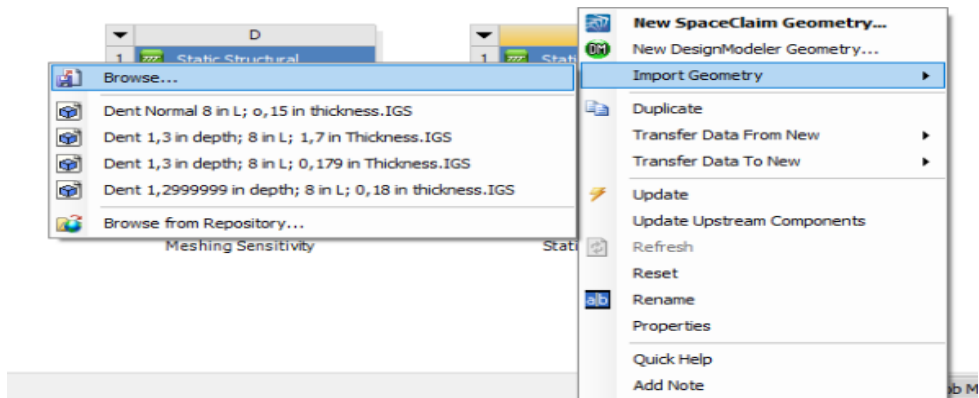 D
1 Static Structural
1 Stati
Browse...
Dent Normal 8 in L; o,15 in thickness.IGS
Dent 1,3 in depth; 8 in L; 1,7 in Thickness.IGS
Dent 1,3 in depth; 8 in L; 0,179 in Thickness.IGS
Dent 1,2999999 in depth; 8 in L; 0,18 in thickness.IGS
Browse from Repository...
Meshing Sensitivity
Stati
New SpaceClaim Geometry...
DM New DesignModeler Geometry...
Import Geometry
Duplicate
Transfer Data From New
Transfer Data To New
Update
Update Upstream Components
Refresh
Reset
a|b Rename
Properties
Quick Help
Add Note
ob M